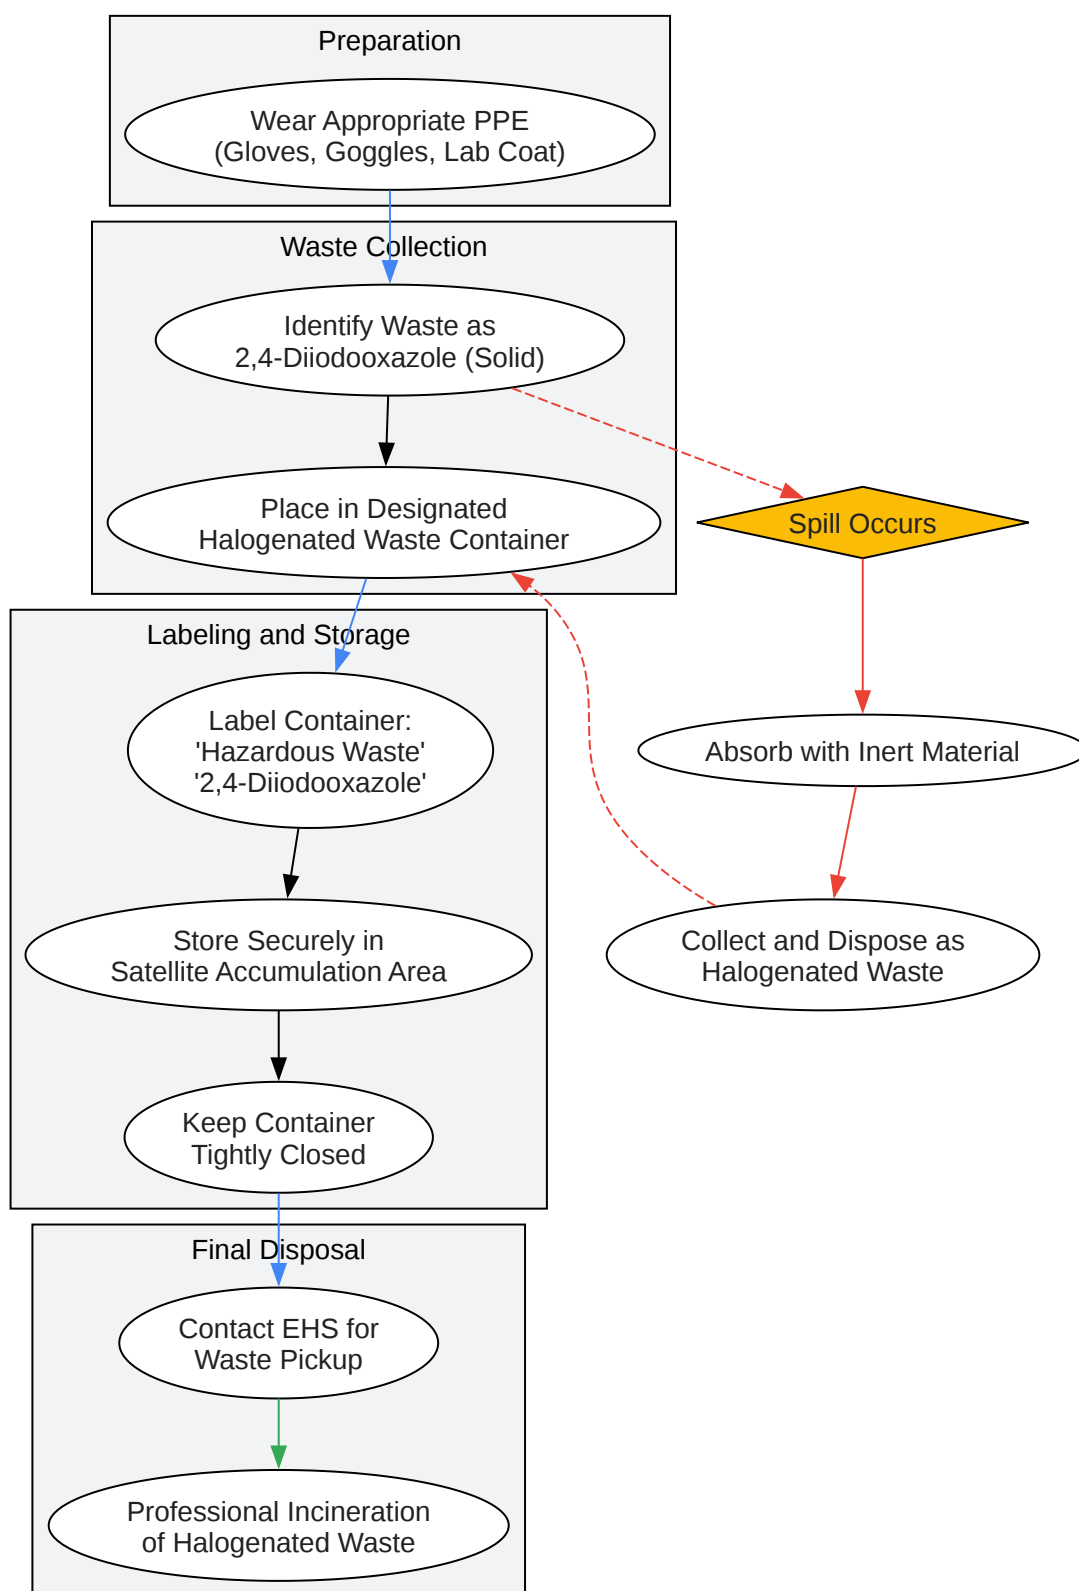 Preparation
Wear Appropriate PPE
(Gloves, Goggles, Lab Coat)
Waste Collection
Identify Waste as
2,4-Diiodooxazole (Solid)
Place in Designated
Halogenated Waste Container
Spill Occurs
Labeling and Storage
Label Container:
'Hazardous Waste'
'2,4-Diiodooxazole'
Absorb with Inert Material
Store Securely in
Satellite Accumulation Area
Collect and Dispose as
Halogenated Waste
Keep Container
Tightly Closed
Final Disposal
Contact EHS for
Waste Pickup
Professional Incineration
of Halogenated Waste